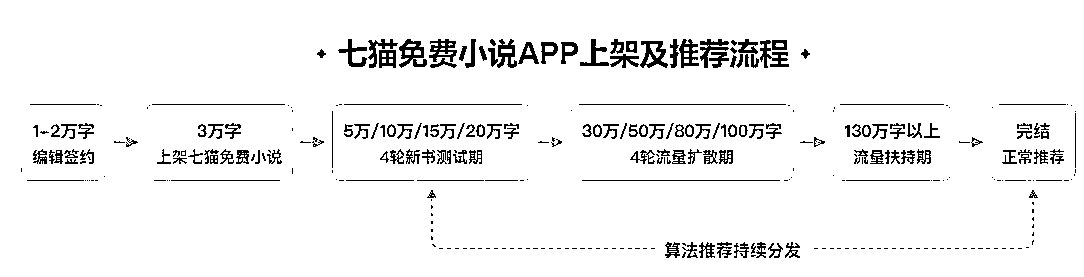 七猫免费小说APP上架及推荐流程
1~2万字
编辑签约
3万字
上架七猫免费小说
5万/10万/15万/20万字
4轮新书测试期
30万/50万/80万/100万字
4轮流量扩散期
130万字以上
流量扶持期
完结
正常推荐
算法推荐持续分发